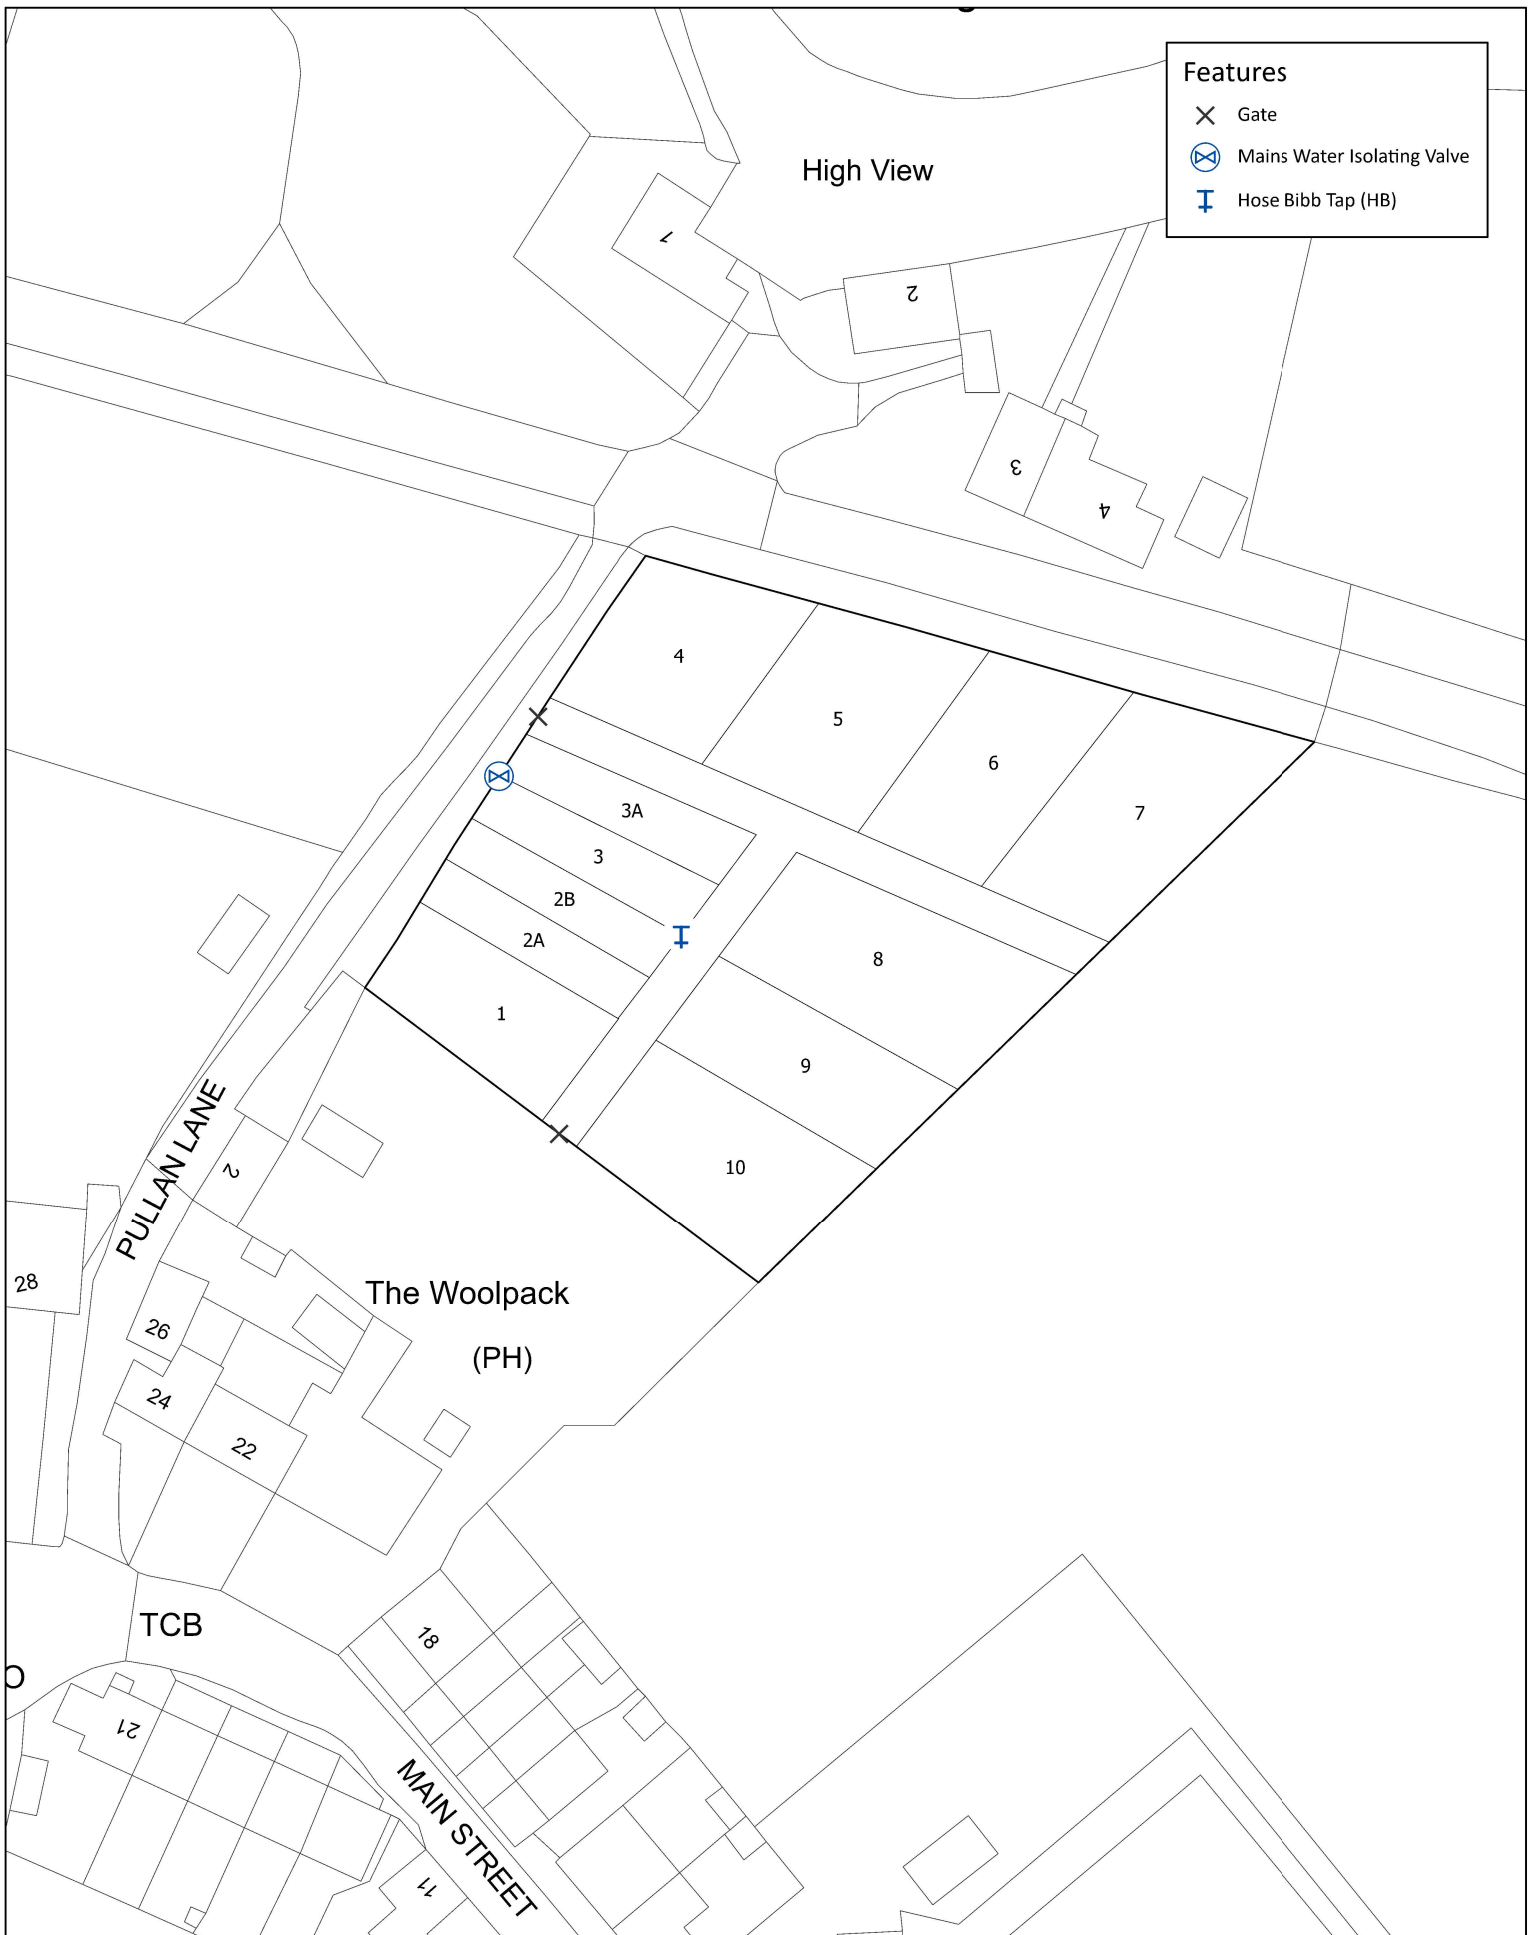 Features
Gate
Mains Water Isolating Valve
Hose Bibb Tap (HB)
High View
1
2
3
4
4
5
6
7
3A
3
2B
2A
1
8
9
10
PULLAN LANE
2
28
The Woolpack
(PH)
26
24
22
TCB
18
O
21
MAIN STREET
11